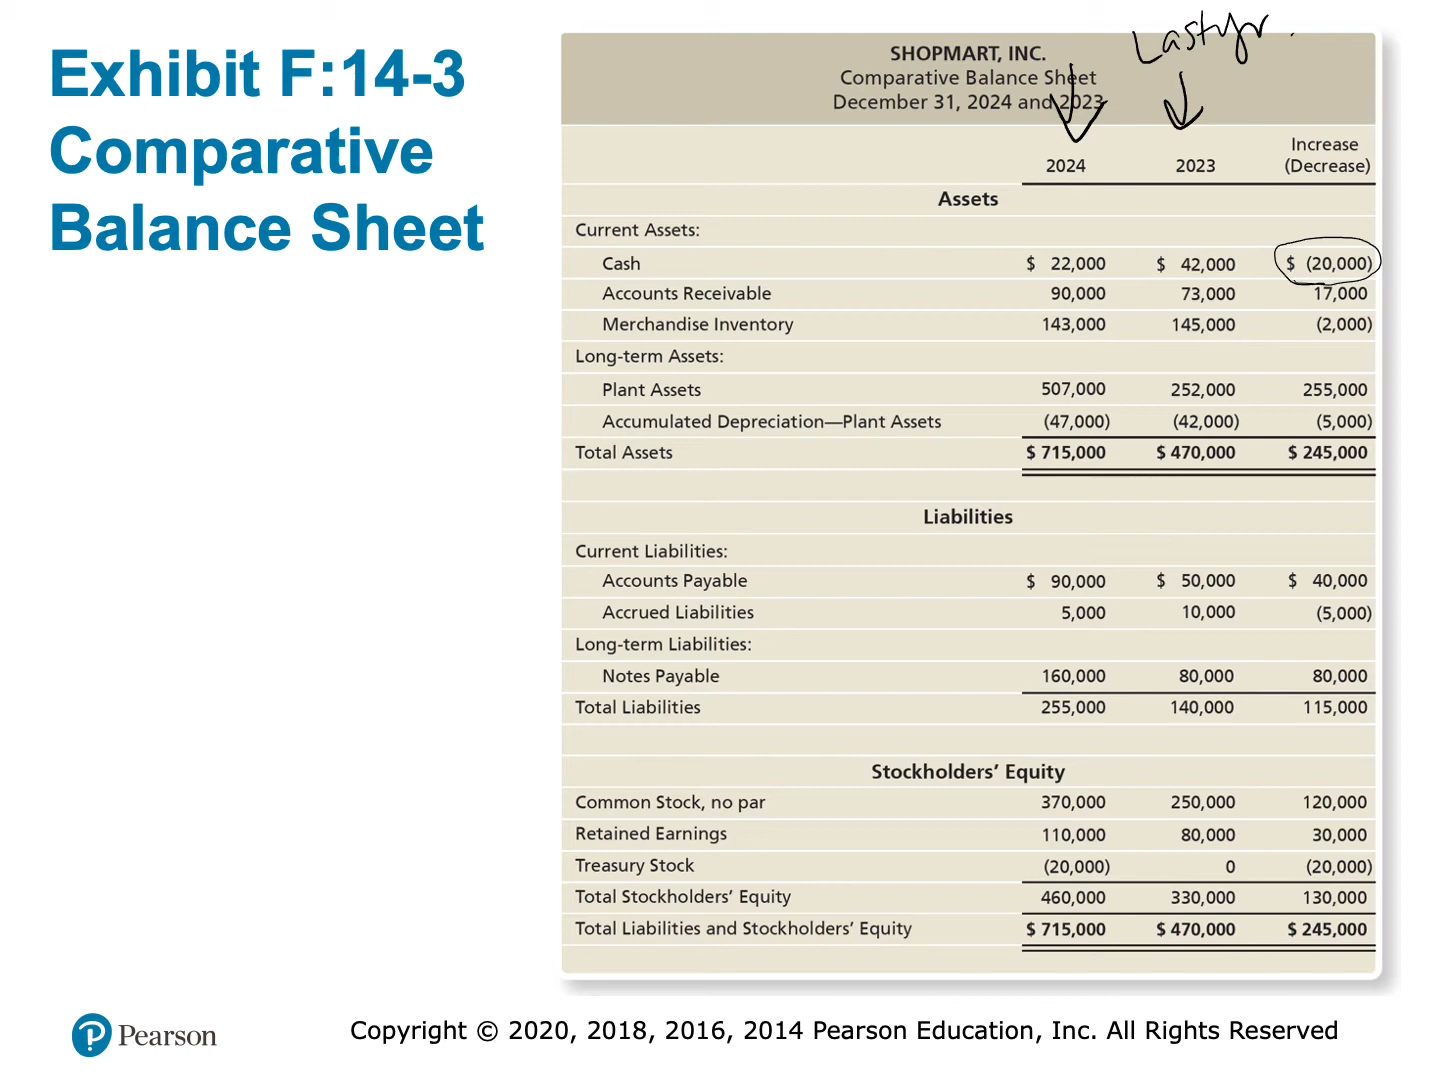 Exhibit F:14-3
Comparative
Balance Sheet
Last yr.
SHOPMART, INC.
Comparative Balance Sheet
December 31, 2024 and 2023
2024 2023 Increase (Decrease)
Assets
Current Assets:
Cash $ 22,000 $ 42,000 $ (20,000)
Accounts Receivable 90,000 73,000 17,000
Merchandise Inventory 143,000 145,000 (2,000)
Long-term Assets:
Plant Assets 507,000 252,000 255,000
Accumulated Depreciation—Plant Assets (47,000) (42,000) (5,000)
Total Assets $ 715,000 $ 470,000 $ 245,000
Liabilities
Current Liabilities:
Accounts Payable $ 90,000 $ 50,000 $ 40,000
Accrued Liabilities 5,000 10,000 (5,000)
Long-term Liabilities:
Notes Payable 160,000 80,000 80,000
Total Liabilities 255,000 140,000 115,000
Stockholders’ Equity
Common Stock, no par 370,000 250,000 120,000
Retained Earnings 110,000 80,000 30,000
Treasury Stock (20,000) 0 (20,000)
Total Stockholders’ Equity 460,000 330,000 130,000
Total Liabilities and Stockholders’ Equity $ 715,000 $ 470,000 $ 245,000
Pearson
Copyright © 2020, 2018, 2016, 2014 Pearson Education, Inc. All Rights Reserved